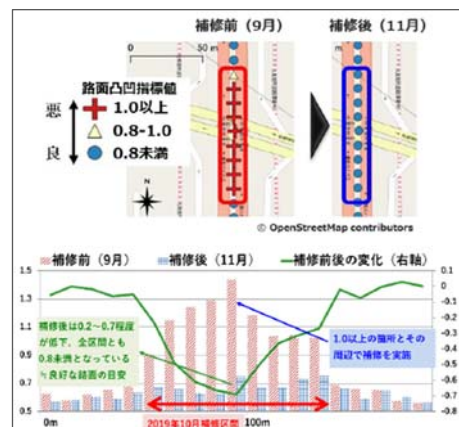 補修前（9月）
補修後（11月）
0 50 m
路面凸凹指標値
悪
良
1.0以上
0.8-1.0
0.8未満
N
© OpenStreetMap contributors
補修前（9月） 補修後（11月） 補修前後の変化（右軸）
1.5
1.3
1.1
0.9
0.7
0.5
0.1
0
-0.1
-0.2
-0.3
-0.4
-0.5
-0.6
-0.7
-0.8
補修後は0.2～0.7程度
が低下，全区間とも
0.8未満となっている
≒良好な路面の目安
1.0以上の箇所とその
周辺で補修を実施
0m
2019年10月補修区間
100m